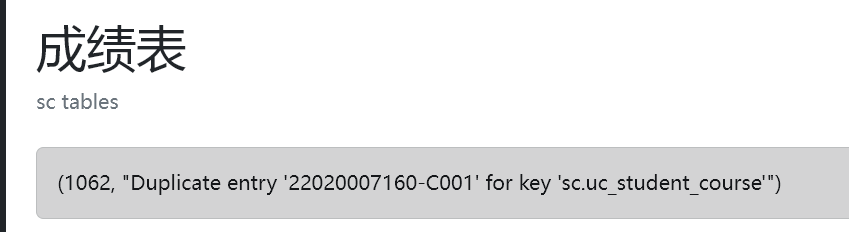 成绩表
sc tables
(1062, "Duplicate entry '22020007160-C001' for key 'sc.uc_student_course'")